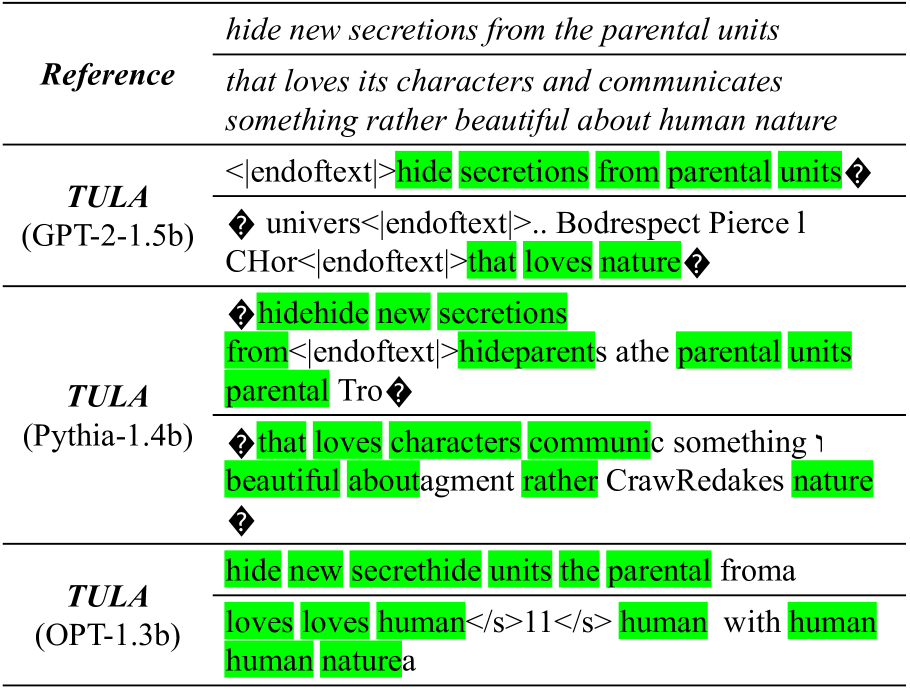 hide new secretions from the parental units
Reference
that loves its characters and communicates
something rather beautiful about human nature
TULA
(GPT-2-1.5b)
<|endoftext|>hide secretions from parental units�
� univers<|endoftext|>.. Bodrespect Pierce l
CHor<|endoftext|>that loves nature�
TULA
(Pythia-1.4b)
�hidehide new secretions
from<|endoftext|>hideparents athe parental units
parental Tro�
�that loves characters communic something ו
beautiful aboutagment rather CrawRedakes nature
�
TULA
(OPT-1.3b)
hide new secrethide units the parental froma
loves loves human</s>11</s> human with human
human naturea